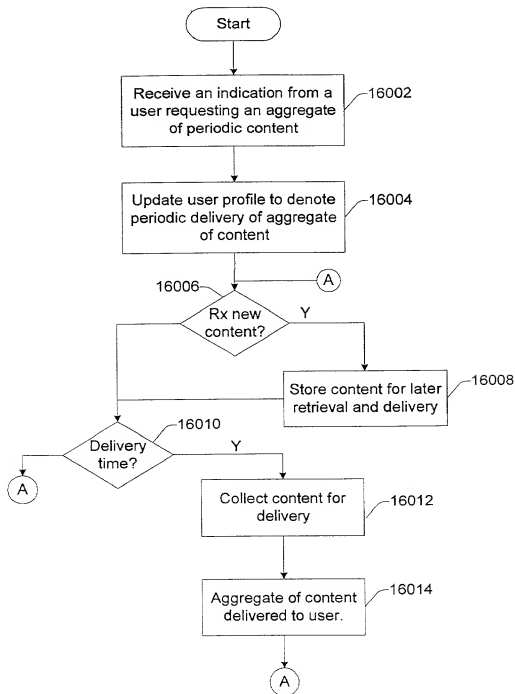 Start
Receive an indication from a
user requesting an aggregate
of periodic content
16002
Update user profile to denote
periodic delivery of aggregate
of content
16004
A
16006
Rx new
content?
Y
Store content for later
retrieval and delivery
16008
16010
Delivery
time?
Y
A
Collect content for
delivery
16012
Aggregate of content
delivered to user.
16014
A